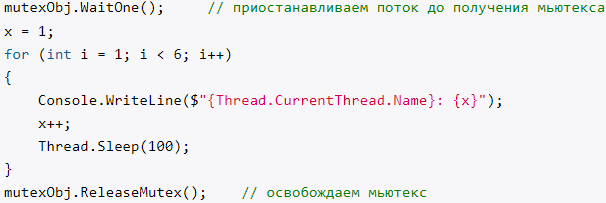 mutexObj.WaitOne();     // приостанавливаем поток до получения мьютекса
x = 1;
for (int i = 1; i < 6; i++)
{
    Console.WriteLine($"{Thread.CurrentThread.Name}: {x}");
    x++;
    Thread.Sleep(100);
}
mutexObj.ReleaseMutex();    // освобождаем мьютекс